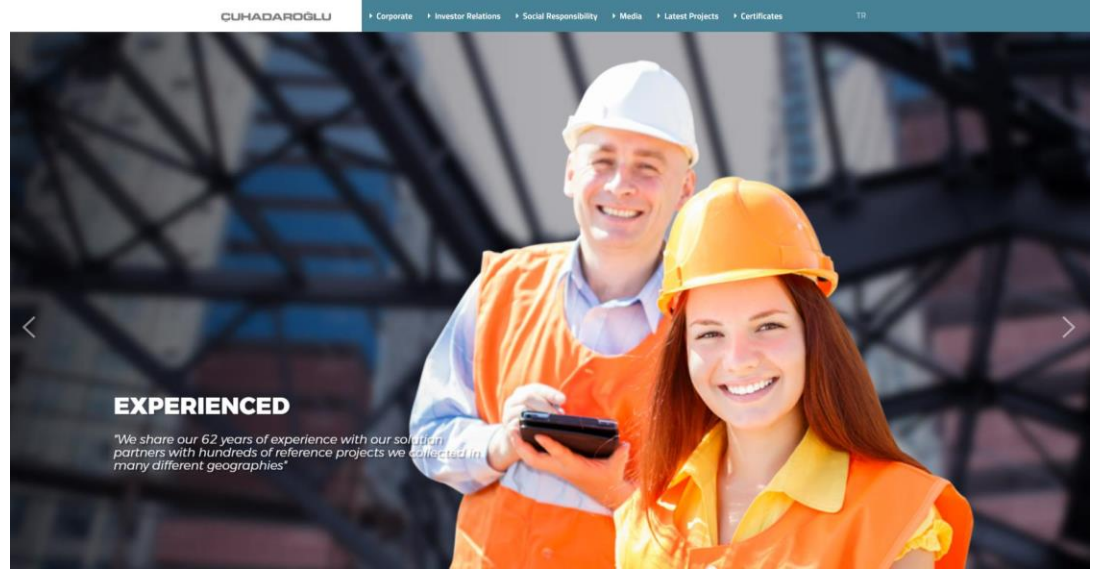 ÇUHADAROĞLU
Corporate
Investor Relations
Social Responsibility
Media
Latest Projects
Certificates
TR
EXPERIENCED
"We share our 62 years of experience with our solution
partners with hundreds of reference projects we collected in
many different geographies"